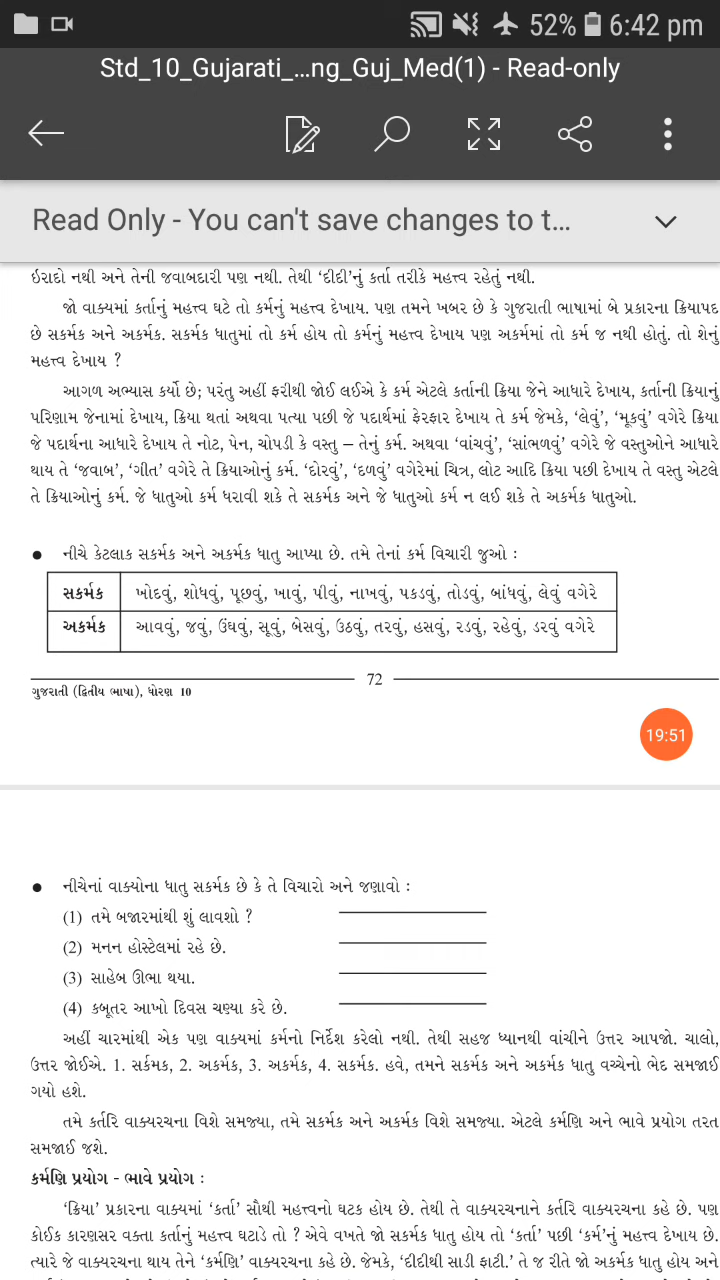 52% 6:42 pm
Std_10_Gujarati_...ng_Guj_Med(1) - Read-only
Read Only - You can't save changes to t...
ઇરાદો નથી અને તેની જવાબદારી પણ નથી. તેથી ‘દીદી’નું કર્તા તરીકે મહત્ત્વ રહેતું નથી.
જો વાક્યમાં કર્તાનું મહત્ત્વ ઘટે તો કર્મનું મહત્ત્વ દેખાય. પણ તમને ખબર છે કે ગુજરાતી ભાષામાં બે પ્રકારના ક્રિયાપદ
છે સકર્મક અને અકર્મક. સકર્મક ધાતુમાં તો કર્મ હોય તો કર્મનું મહત્ત્વ દેખાય પણ અકર્મમાં તો કર્મ જ નથી હોતું. તો શેનું
મહત્ત્વ દેખાય ?
આગળ અભ્યાસ કર્યો છે; પરંતુ અહીં ફરીથી જોઈ લઈએ કે કર્મ એટલે કર્તાની ક્રિયા જેને આધારે દેખાય, કર્તાની ક્રિયાનું
પરિણામ જેનામાં દેખાય, ક્રિયા થતાં અથવા પત્યા પછી જે પદાર્થમાં ફેરફાર દેખાય તે કર્મ જેમકે, ‘લેવું’, ‘મૂકવું’ વગેરે ક્રિયા
જે પદાર્થના આધારે દેખાય તે નોટ, પેન, ચોપડી કે વસ્તુ – તેનું કર્મ. અથવા ‘વાંચવું’, ‘સાંભળવું’ વગેરે જે વસ્તુઓને આધારે
થાય તે ‘જવાબ’, ‘ગીત’ વગેરે તે ક્રિયાઓનું કર્મ. ‘દોરવું’, ‘દળવું’ વગેરેમાં ચિત્ર, લોટ આદિ ક્રિયા પછી દેખાય તે વસ્તુ એટલે
તે ક્રિયાઓનું કર્મ. જે ધાતુઓ કર્મ ધરાવી શકે તે સકર્મક અને જે ધાતુઓ કર્મ ન લઈ શકે તે અકર્મક ધાતુઓ.
● નીચે કેટલાક સકર્મક અને અકર્મક ધાતુ આપ્યા છે. તમે તેનાં કર્મ વિચારી જુઓ :
સકર્મક ખોદવું, શોધવું, પૂછવું, ખાવું, પીવું, નાખવું, પકડવું, તોડવું, બાંધવું, લેવું વગેરે
અકર્મક આવવું, જવું, ઉંઘવું, સૂવું, બેસવું, ઉઠવું, તરવું, હસવું, રડવું, રહેવું, ડરવું વગેરે
72
ગુજરાતી (દ્વિતીય ભાષા), ધોરણ 10
19:51
● નીચેનાં વાક્યોના ધાતુ સકર્મક છે કે તે વિચારો અને જણાવો :
(1) તમે બજારમાંથી શું લાવશો ?
(2) મનન હોસ્ટેલમાં રહે છે.
(3) સાહેબ ઊભા થયા.
(4) કબૂતર આખો દિવસ ચણ્યા કરે છે.
અહીં ચારમાંથી એક પણ વાક્યમાં કર્મનો નિર્દેશ કરેલો નથી. તેથી સહજ ધ્યાનથી વાંચીને ઉત્તર આપજો. ચાલો,
ઉત્તર જોઈએ. 1. સર્કમક, 2. અકર્મક, 3. અકર્મક, 4. સકર્મક. હવે, તમને સકર્મક અને અકર્મક ધાતુ વચ્ચેનો ભેદ સમજાઈ
ગયો હશે.
તમે કર્તરિ વાક્યરચના વિશે સમજ્યા, તમે સકર્મક અને અકર્મક વિશે સમજ્યા. એટલે કર્મણિ અને ભાવે પ્રયોગ તરત
સમજાઈ જશે.
કર્મણિ પ્રયોગ - ભાવે પ્રયોગ :
‘ક્રિયા’ પ્રકારના વાક્યમાં ‘કર્તા’ સૌથી મહત્ત્વનો ઘટક હોય છે. તેથી તે વાક્યરચનાને કર્તરિ વાક્યરચના કહે છે. પણ
કોઈક કારણસર વક્તા કર્તાનું મહત્ત્વ ઘટાડે તો ? એવે વખતે જો સકર્મક ધાતુ હોય તો ‘કર્તા’ પછી ‘કર્મ’નું મહત્ત્વ દેખાય છે.
ત્યારે જે વાક્યરચના થાય તેને ‘કર્મણિ’ વાક્યરચના કહે છે. જેમકે, ‘દીદીથી સાડી ફાટી.’ તે જ રીતે જો અકર્મક ધાતુ હોય અને